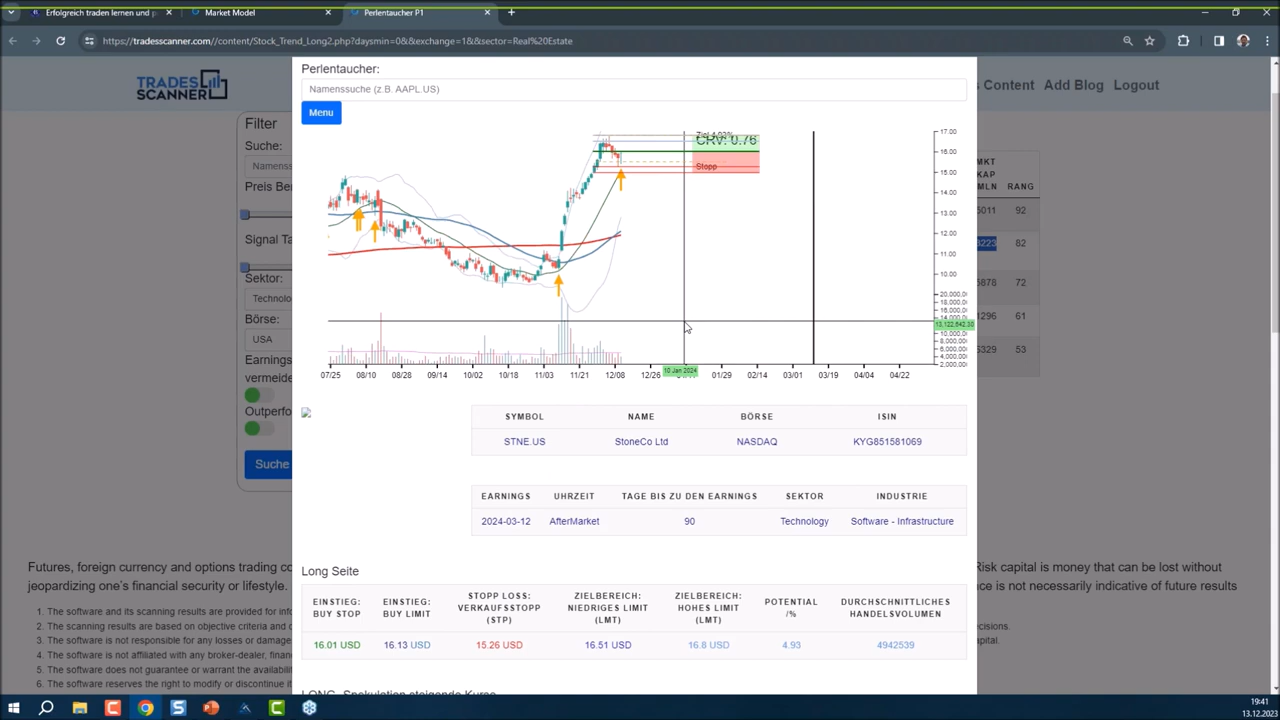 Erfolgreich traden lernen und
Market Model
Perlentaucher P1
https://tradesscanner.com//content/Stock_Trend_Long2.php?daysmin=0&&exchange=1&&sector=Real%20Estate
TRADES
SCANNER
Content Add Blog Logout
Perlentaucher:
Namenssuche (z.B. AAPL.US)
Menu
Filter
Suche:
Preis
Signal
Sektor:
Börse:
USA
Earnings
vermeide
Suche
CRV: 0.76
Stopp
17.00
16.00
15.00
14.00
13.00
12.00
11.00
10.00
13,122,642.30
07/25 08/10 08/28 09/14 10/02 10/18 11/03 11/21 12/08 12/26 01/29 02/14 03/01 03/19 04/04 04/22
10 Jan 2024
MKT
KAP
MLN RANG
5011 92
82
5878 72
1296 61
5329 53
SYMBOL NAME BÖRSE ISIN
STNE.US StoneCo Ltd NASDAQ KYG851581069
EARNINGS UHRZEIT TAGE BIS ZU DEN EARNINGS SEKTOR INDUSTRIE
2024-03-12 AfterMarket 90 Technology Software - Infrastructure
Long Seite
EINSTIEG: BUY STOP EINSTIEG: BUY LIMIT STOPP LOSS: VERKAUFSSTOPP (STP) ZIELBEREICH: NIEDRIGES LIMIT (LMT) ZIELBEREICH: HOHES LIMIT (LMT) POTENTIAL /% DURCHSCHNITTLICHES HANDELSVOLUMEN
16.01 USD 16.13 USD 15.26 USD 16.51 USD 16.8 USD 4.93 4942539
Futures, foreign currency and options trading
Risk capital is money that can be lost without
jeopardizing one's financial security or lifestyle.
is not necessarily indicative of future results
1. The software and its scanning results are provided for
2. The scanning results are based on objective criteria and
3. The software is not responsible for any losses or
4. The software is not affiliated with any broker-dealer,
5. The software does not guarantee or warrant the
6. The software reserves the right to modify or discontinue
19:41
13.12.2023